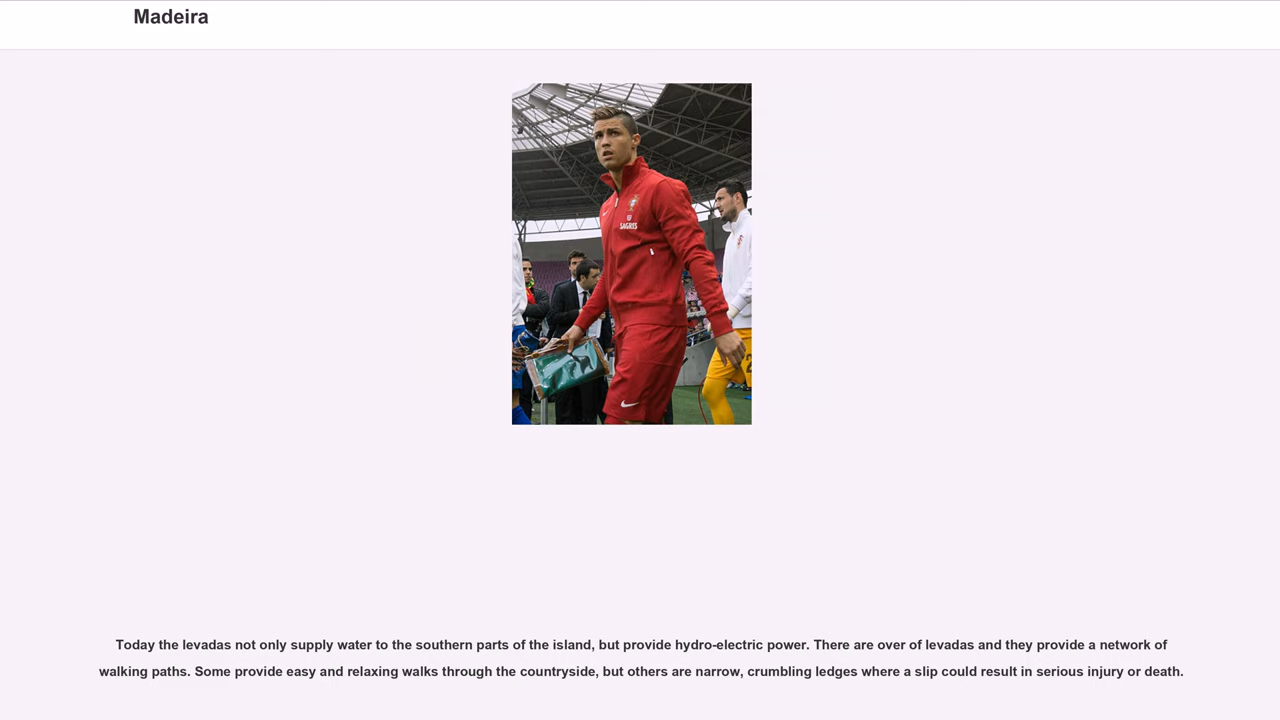 Madeira
SAGRES
Today the levadas not only supply water to the southern parts of the island, but provide hydro-electric power. There are over of levadas and they provide a network of
walking paths. Some provide easy and relaxing walks through the countryside, but others are narrow, crumbling ledges where a slip could result in serious injury or death.